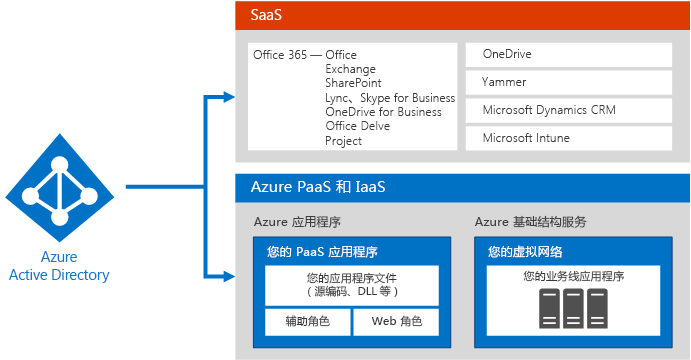 SaaS
Office 365 — Office
Exchange
SharePoint
Lync、Skype for Business
OneDrive for Business
Office Delve
Project
OneDrive
Yammer
Microsoft Dynamics CRM
Microsoft Intune
Azure
Active Directory
Azure PaaS 和 IaaS
Azure 应用程序
您的 PaaS 应用程序
您的应用程序文件
（源编码、DLL 等）
辅助角色
Web 角色
Azure 基础结构服务
您的虚拟网络
您的业务线应用程序